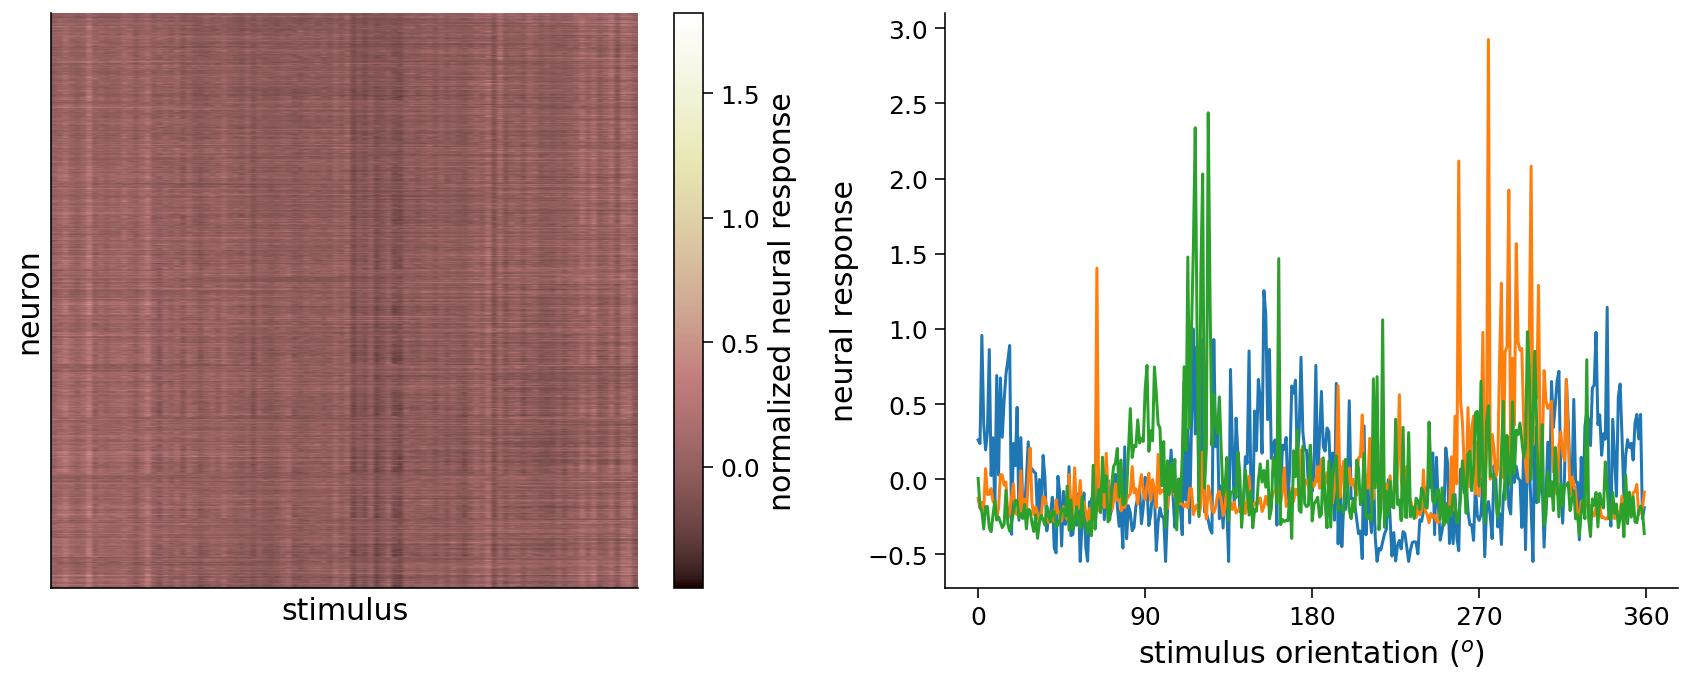 neuron
stimulus
1.5
1.0
0.5
0.0
normalized neural response
neural response
3.0
2.5
2.0
1.5
1.0
0.5
0.0
−0.5
0 90 180 270 360
stimulus orientation (o)